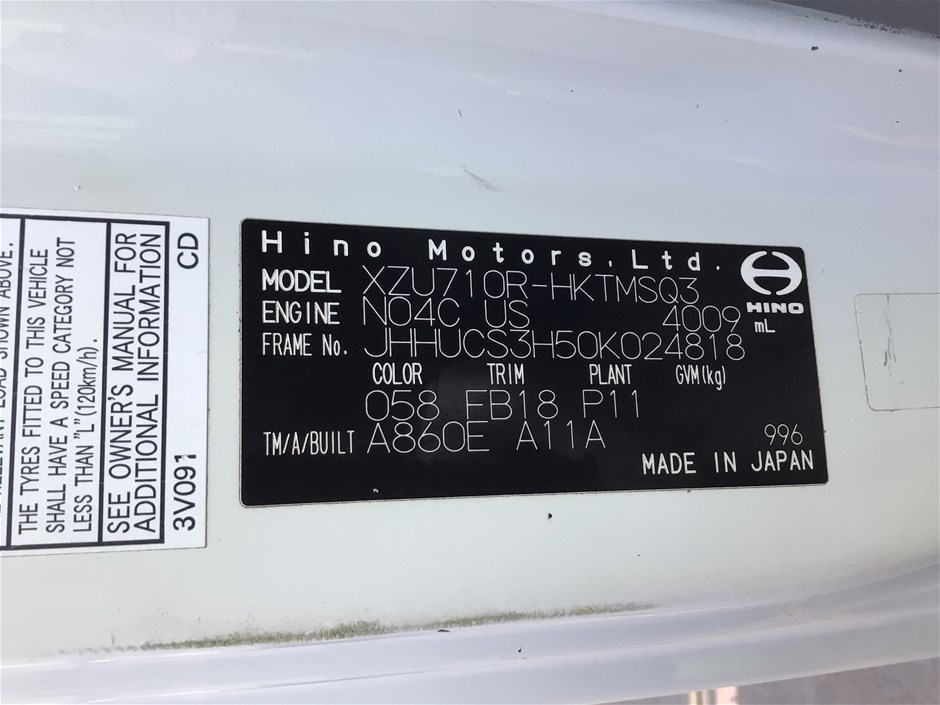 THE TYRES FITTED TO THIS VEHICLE
SHALL HAVE A SPEED CATEGORY NOT
LESS THAN "L"(120km/h).
SEE OWNER'S MANUAL FOR
ADDITIONAL INFORMATION
3V091 CD
Hino Motors, Ltd.
HINO
MODEL XZU710R-HKTMSQ3
ENGINE N04C US 4009 mL
FRAME No. JHHUCS3H50K024818
COLOR TRIM PLANT GVM(kg)
058 FB18 P11
TM/A/BUILT A860E A11A 996
MADE IN JAPAN